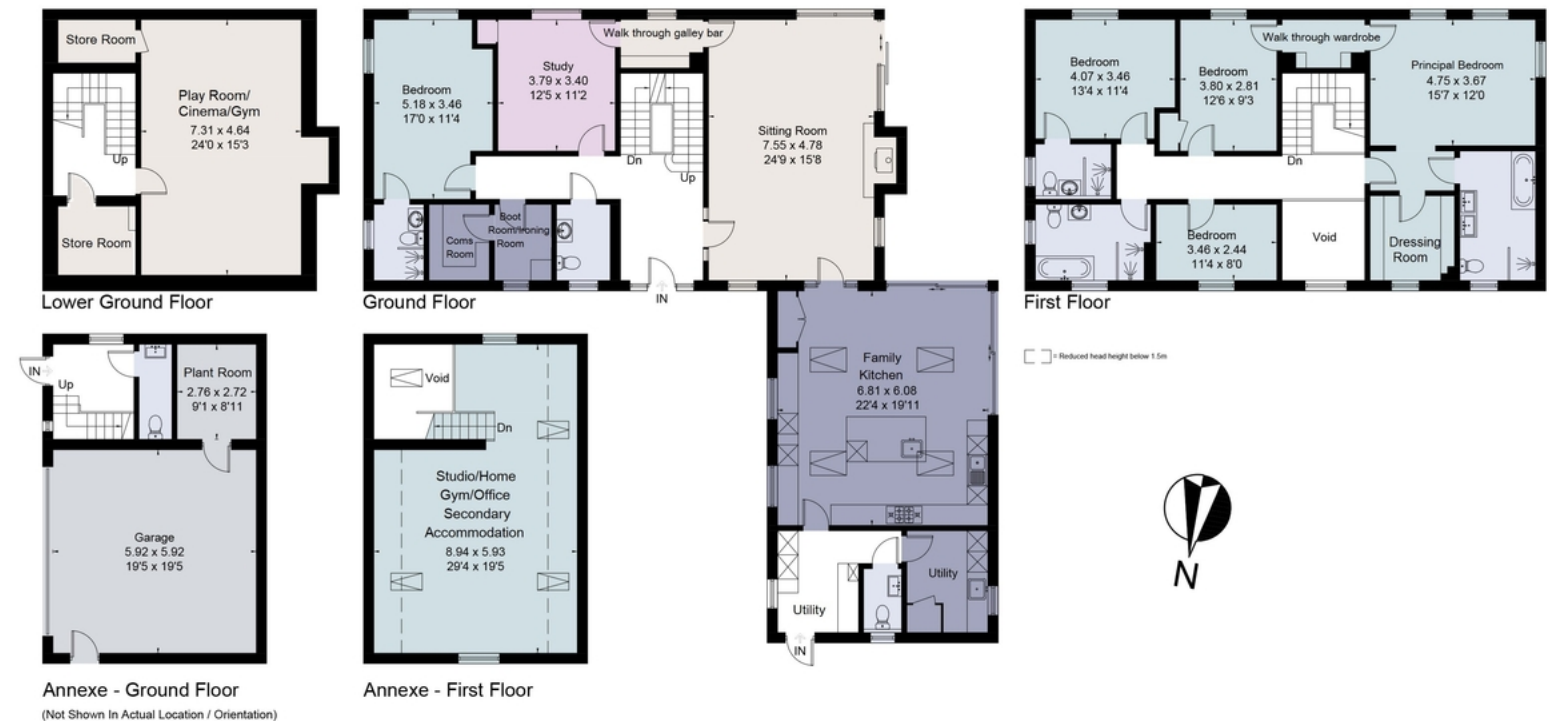 Store Room
Play Room/
Cinema/Gym
7.31 x 4.64
24'0 x 15'3
Up
Store Room
Lower Ground Floor
Bedroom
5.18 x 3.46
17'0 x 11'4
Study
3.79 x 3.40
12'5 x 11'2
Walk through galley bar
Dn
Up
Sitting Room
7.55 x 4.78
24'9 x 15'8
Coms
Room
Boot
Room/Ironing
Room
IN
Ground Floor
Family
Kitchen
6.81 x 6.08
22'4 x 19'11
Utility
Utility
IN
Bedroom
4.07 x 3.46
13'4 x 11'4
Bedroom
3.80 x 2.81
12'6 x 9'3
Walk through wardrobe
Principal Bedroom
4.75 x 3.67
15'7 x 12'0
Dn
Bedroom
3.46 x 2.44
11'4 x 8'0
Void
Dressing
Room
First Floor
= Reduced head height below 1.5m
IN
Up
Plant Room
2.76 x 2.72
9'1 x 8'11
Garage
5.92 x 5.92
19'5 x 19'5
Annexe - Ground Floor
(Not Shown In Actual Location / Orientation)
Void
Dn
Studio/Home
Gym/Office
Secondary
Accommodation
8.94 x 5.93
29'4 x 19'5
Annexe - First Floor
N